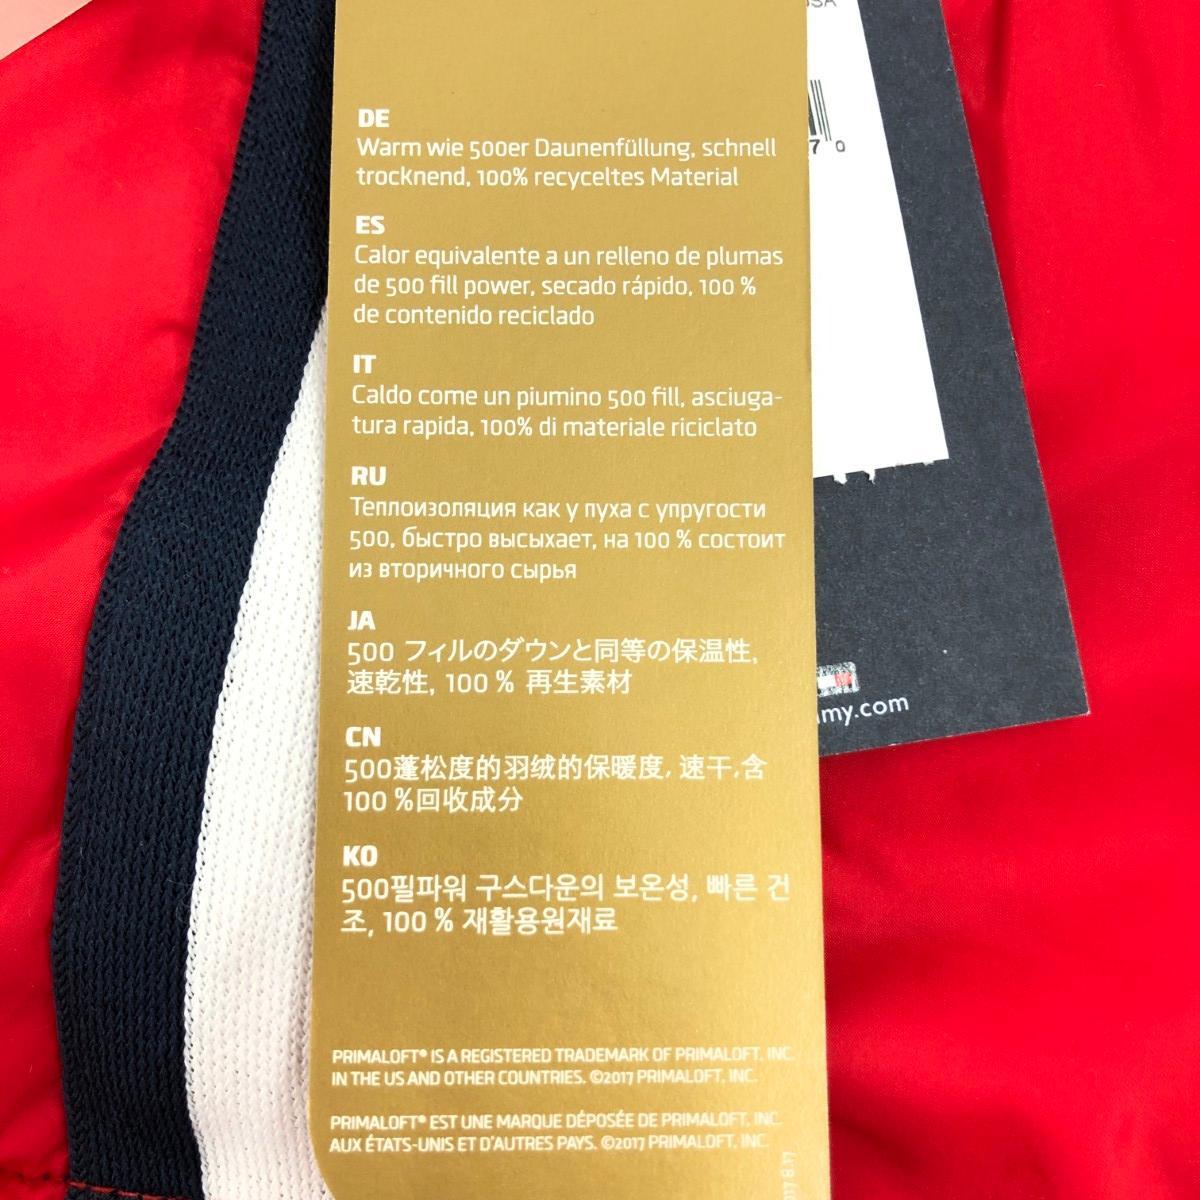 DE
Warm wie 500er Daunenfüllung, schnell
trocknend, 100% recyceltes Material
ES
Calor equivalente a un relleno de plumas
de 500 fill power, secado rápido, 100 %
de contenido reciclado
IT
Caldo come un piumino 500 fill, asciuga-
tura rapida, 100% di materiale riciclato
RU
Теплоизоляция как у пуха с упругости
500, быстро высыхает, на 100 % состоит
из вторичного сырья
JA
500 フィルのダウンと同等の保温性,
速乾性, 100 % 再生素材
CN
500蓬松度的羽绒的保暖度, 速干,含
100 %回收成分
KO
500필파워 구스다운의 보온성, 빠른 건
조, 100 % 재활용원재료
PRIMALOFT® IS A REGISTERED TRADEMARK OF PRIMALOFT, INC.
IN THE US AND OTHER COUNTRIES. ©2017 PRIMALOFT, INC.
PRIMALOFT® EST UNE MARQUE DÉPOSÉE DE PRIMALOFT, INC.
AUX ÉTATS-UNIS ET D'AUTRES PAYS. ©2017 PRIMALOFT, INC.
7 0
my.com